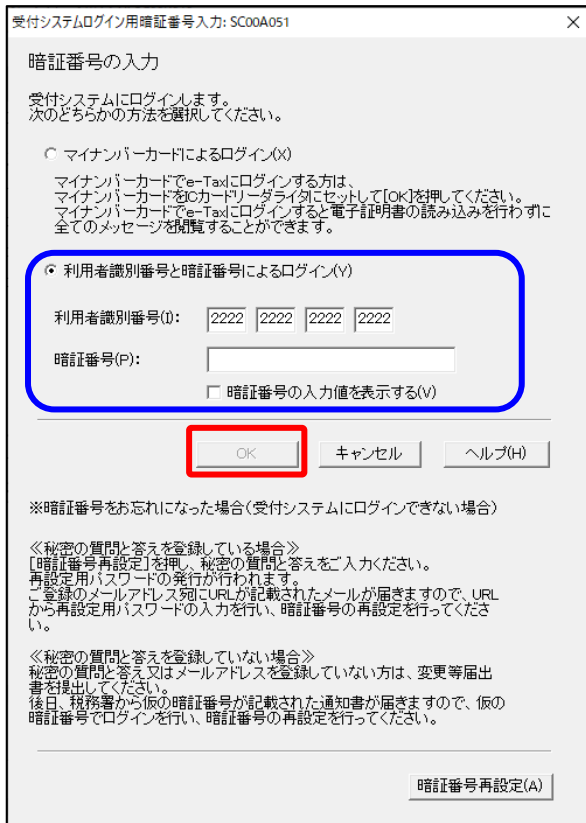 受付システムログイン用暗証番号入力: SC00A051
暗証番号の入力
受付システムにログインします。
次のどちらかの方法を選択してください。
マイナンバーカードによるログイン(X)
マイナンバーカードでe-Taxにログインする方は、
マイナンバーカードをICカードリーダライタにセットして[OK]を押してください。
マイナンバーカードでe-Taxにログインすると電子証明書の読み込みを行わずに
全てのメッセージを閲覧することができます。
利用者識別番号と暗証番号によるログイン(Y)
利用者識別番号(I): 2222 2222 2222 2222
暗証番号(P):
暗証番号の入力値を表示する(V)
OK キャンセル ヘルプ(H)
※暗証番号をお忘れになった場合(受付システムにログインできない場合)
≪秘密の質問と答えを登録している場合≫
[暗証番号再設定]を押し、秘密の質問と答えをご入力ください。
再設定用パスワードの発行が行われます。
ご登録のメールアドレス宛にURLが記載されたメールが届きますので、URL
から再設定用パスワードの入力を行い、暗証番号の再設定を行ってくださ
い。
≪秘密の質問と答えを登録していない場合≫
秘密の質問と答え又はメールアドレスを登録していない方は、変更等届出
書を提出してください。
後日、税務署から仮の暗証番号が記載された通知書が届きますので、仮の
暗証番号でログインを行い、暗証番号の再設定を行ってください。
暗証番号再設定(A)